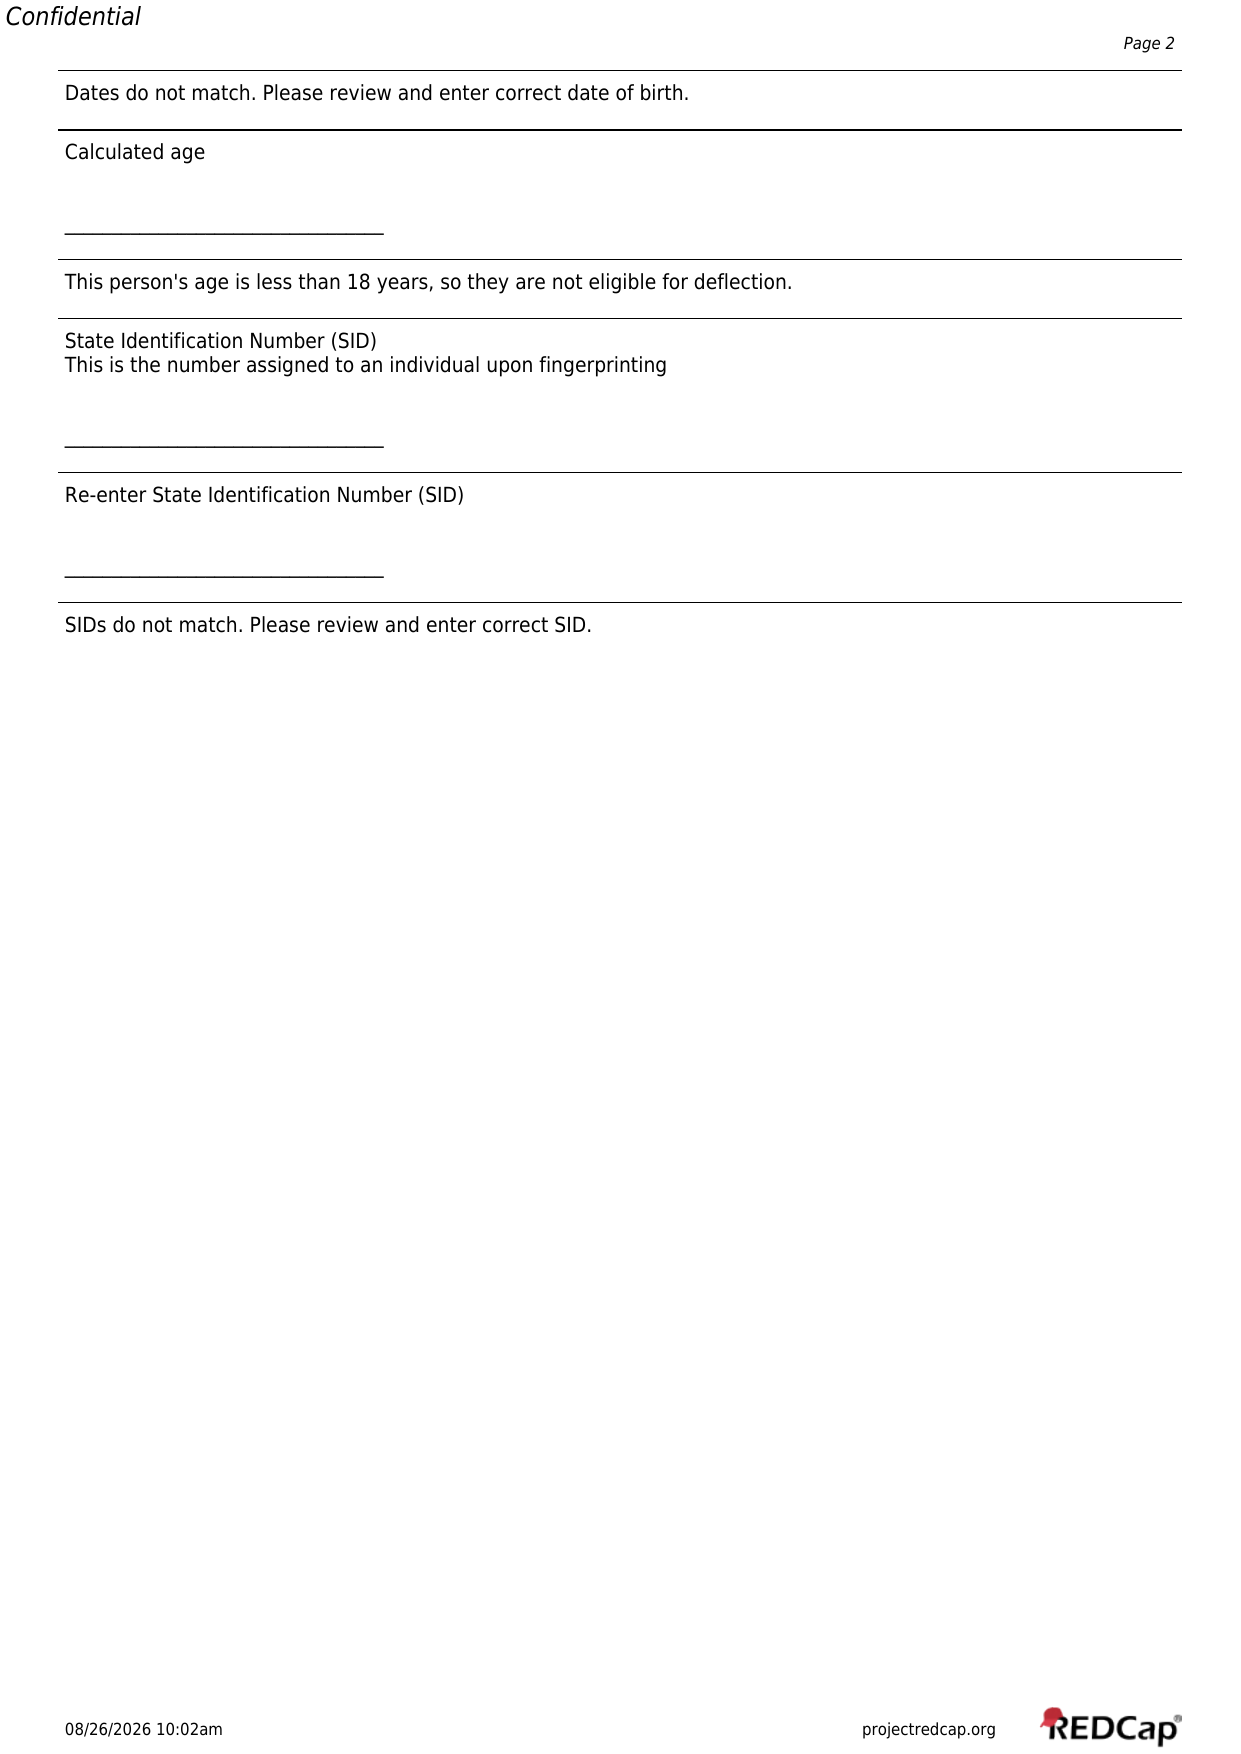 Confidential
Page 2
Dates do not match. Please review and enter correct date of birth.
Calculated age
__________________________________
This person's age is less than 18 years, so they are not eligible for deflection.
State Identification Number (SID)
This is the number assigned to an individual upon fingerprinting
__________________________________
Re-enter State Identification Number (SID)
__________________________________
SIDs do not match. Please review and enter correct SID.
08/26/2026 10:02am
projectredcap.org
REDCap®